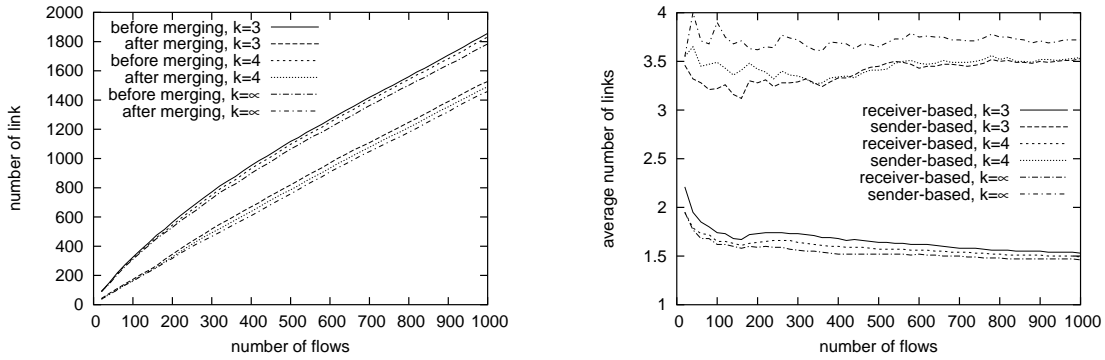 number of link
2000
1800
1600
1400
1200
1000
800
600
400
200
0
before merging, k=3
after merging, k=3
before merging, k=4
after merging, k=4
before merging, k=∞
after merging, k=∞
0 100 200 300 400 500 600 700 800 900 1000
number of flows
average number of links
4
3.5
3
2.5
2
1.5
1
receiver-based, k=3
sender-based, k=3
receiver-based, k=4
sender-based, k=4
receiver-based, k=∞
sender-based, k=∞
0 100 200 300 400 500 600 700 800 900 1000
number of flows